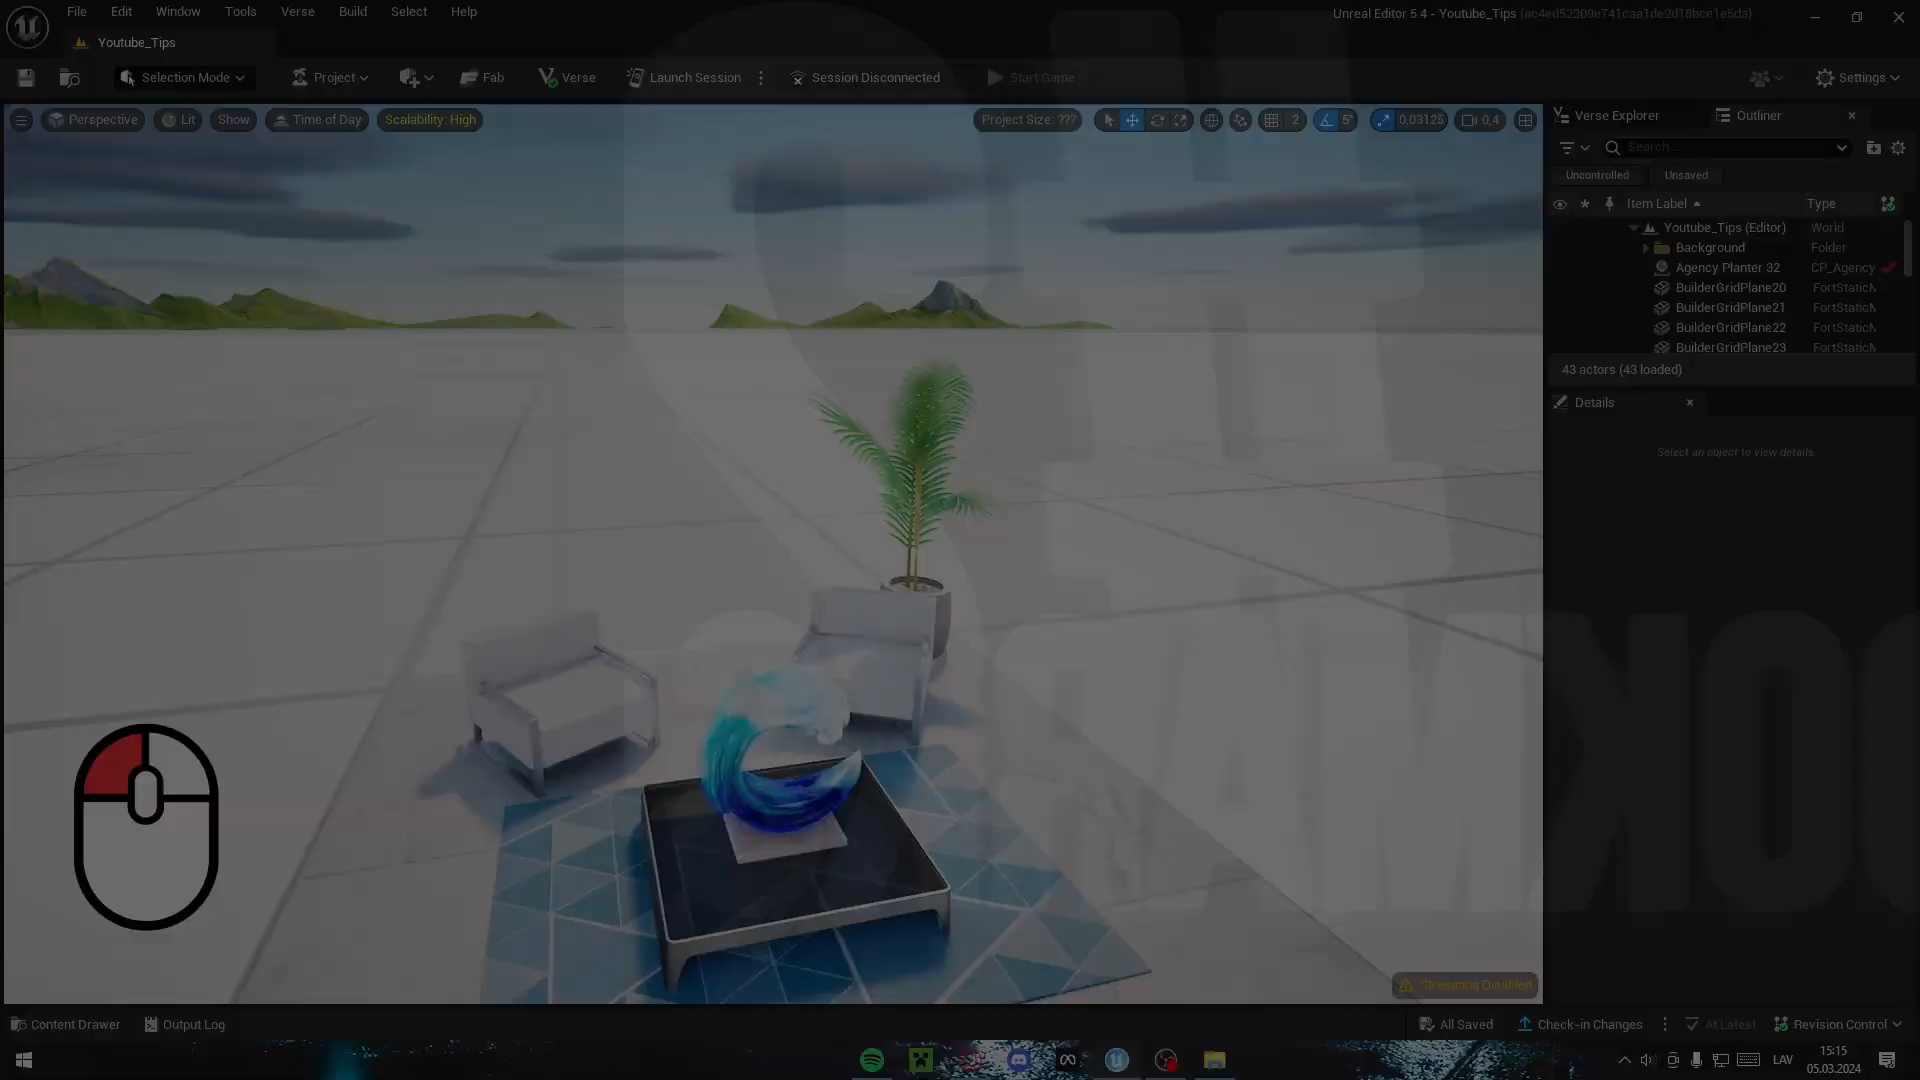 File Edit Window Tools Verse Build Select Help
Unreal Editor 5.4 - Youtube_Tips (ac4ed52309e741caa1de2d18bce1e5da)
Youtube_Tips
Selection Mode Project Fab Verse Launch Session Session Disconnected Start Game Settings
Perspective Lit Show Time of Day Scalability: High Project Size: ??? 2 5° 0,03125 0,4
Verse Explorer Outliner
Search...
Uncontrolled Unsaved
Item Label Type
Youtube_Tips (Editor) World
Background Folder
Agency Planter 32 CP_Agency
BuilderGridPlane20 FortStaticM
BuilderGridPlane21 FortStaticM
BuilderGridPlane22 FortStaticM
BuilderGridPlane23 FortStaticM
43 actors (43 loaded)
Details
Select an object to view details.
Streaming Disabled
Content Drawer Output Log All Saved Check-in Changes At Latest Revision Control
LAV 15:15
05.03.2024